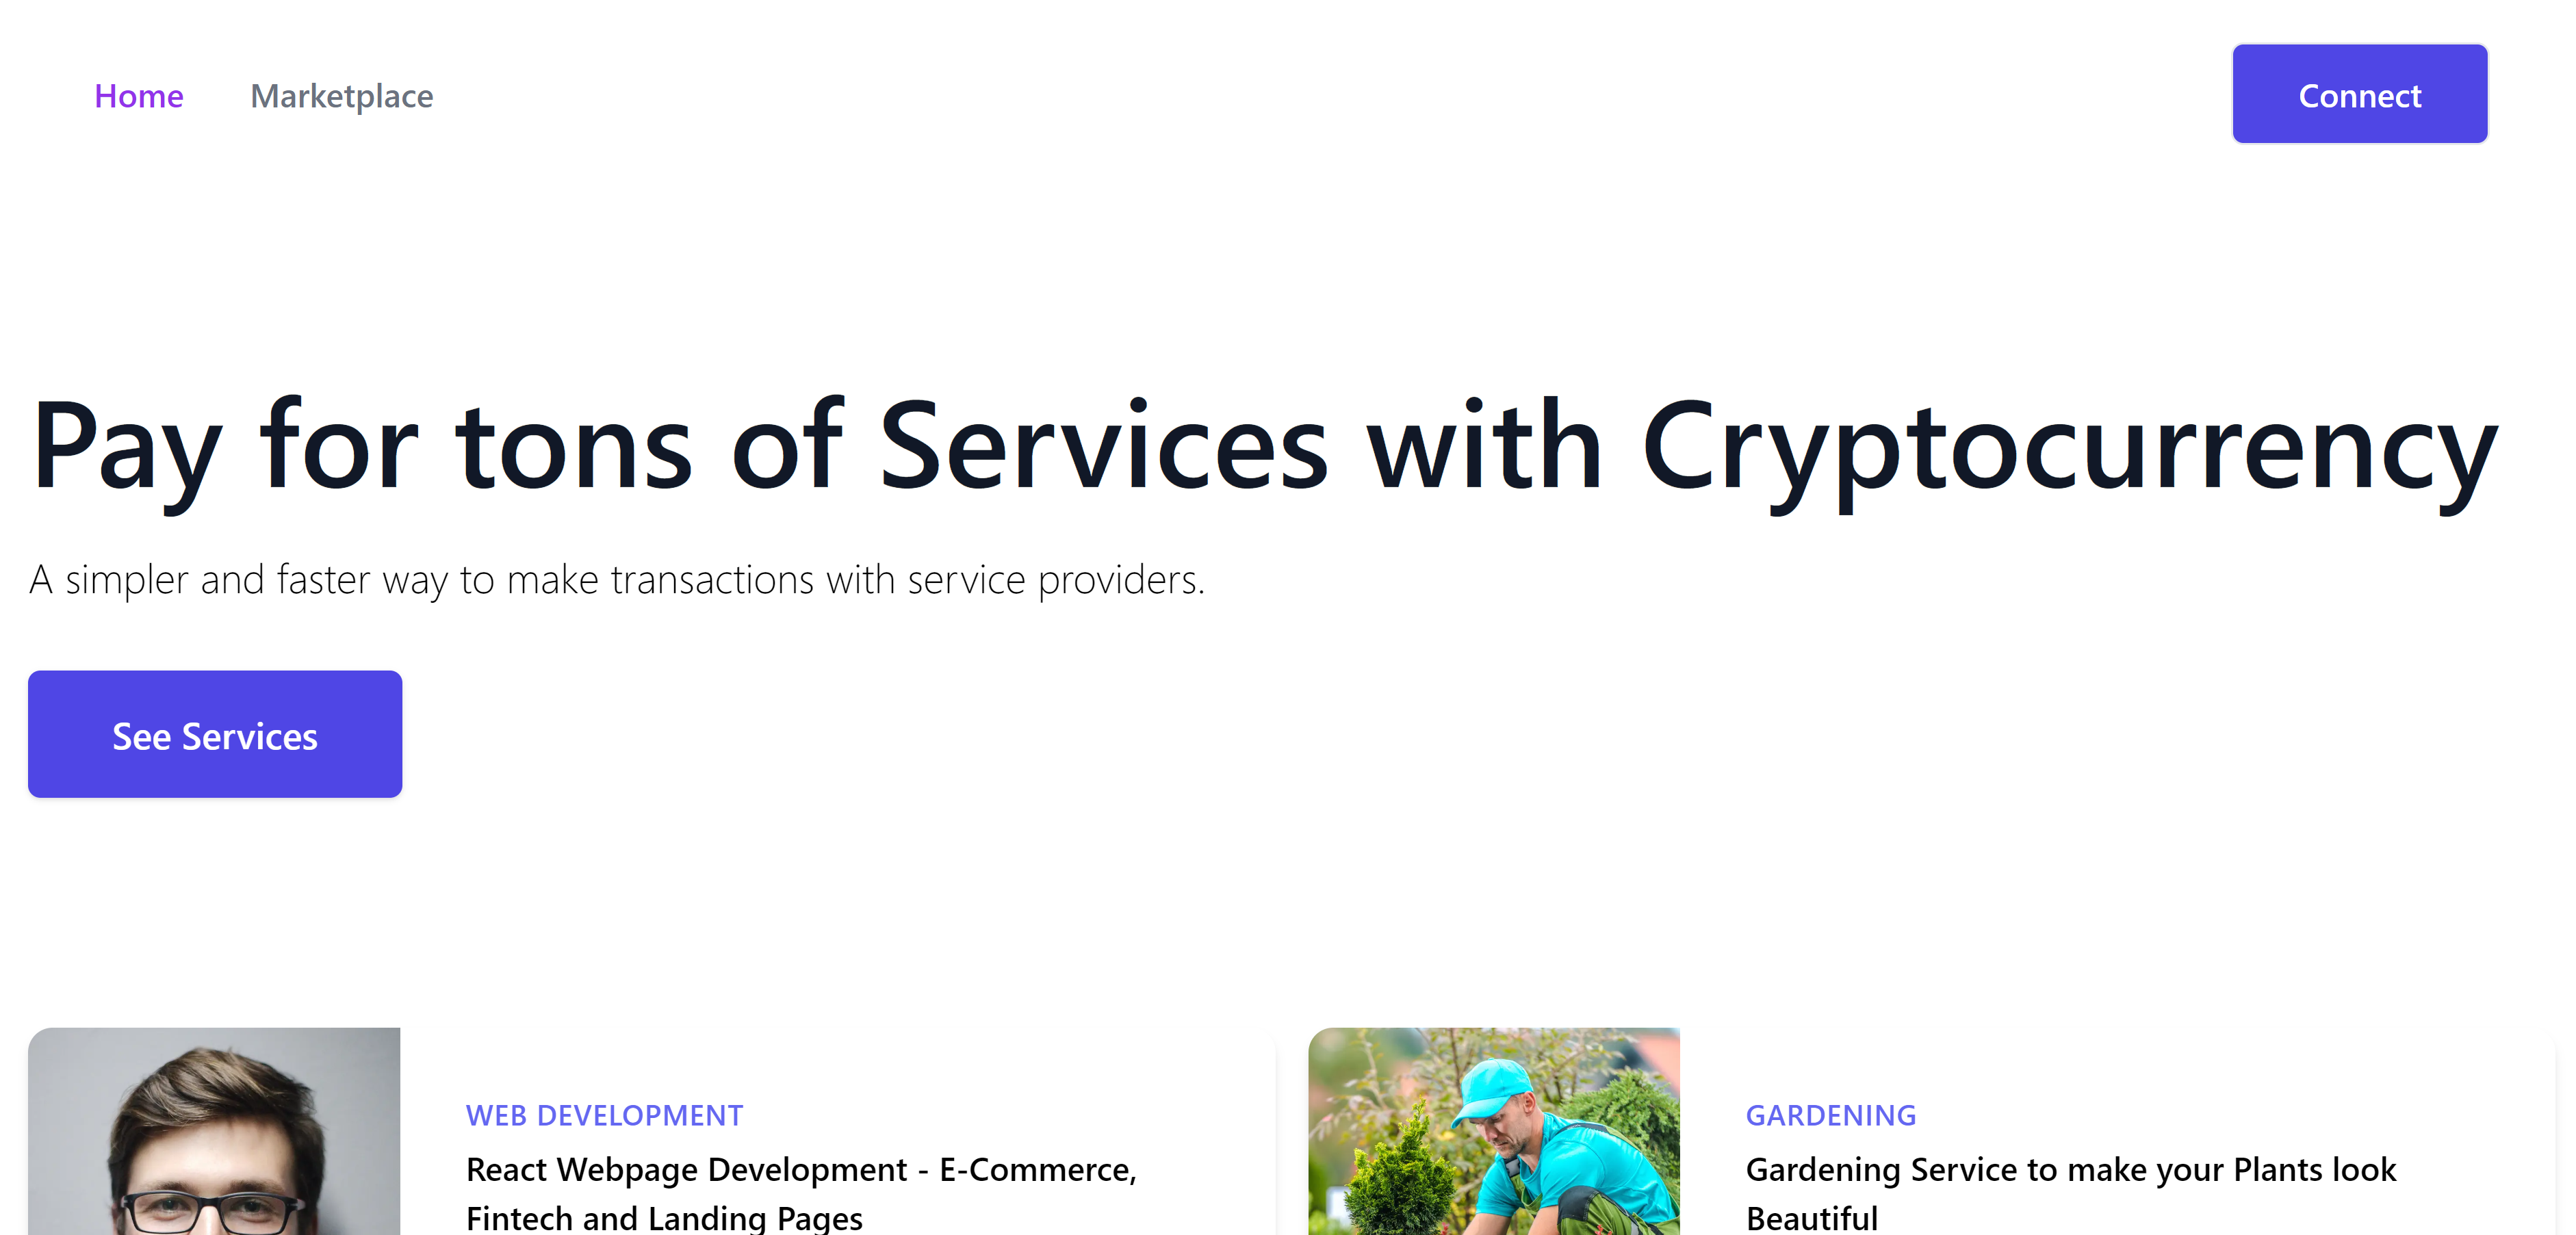 Home Marketplace Connect
Pay for tons of Services with Cryptocurrency
A simpler and faster way to make transactions with service providers.
See Services
WEB DEVELOPMENT
React Webpage Development - E-Commerce,
Fintech and Landing Pages
GARDENING
Gardening Service to make your Plants look
Beautiful